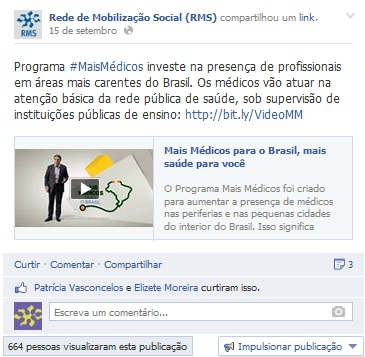 Rede de Mobilização Social (RMS) compartilhou um link.
15 de setembro
RMS
Programa #MaisMédicos investe na presença de profissionais
em áreas mais carentes do Brasil. Os médicos vão atuar na
atenção básica da rede pública de saúde, sob supervisão de
instituições públicas de ensino: http://bit.ly/VideoMM
Mais Médicos para o Brasil, mais
saúde para você
O Programa Mais Médicos foi criado
para aumentar a presença de médicos
nas periferias e nas pequenas cidades
do interior do Brasil. Isso significa
Curtir · Comentar · Compartilhar
3
Patrícia Vasconcelos e Elizete Moreira curtiram isso.
Escreva um comentário...
664 pessoas visualizaram esta publicação
Impulsionar publicação